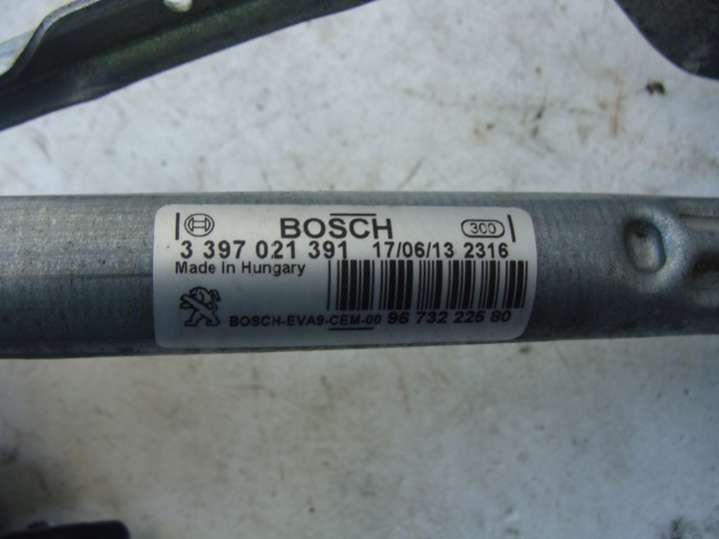 BOSCH 300
3 397 021 391 17/06/13 2316
Made In Hungary
BOSCH-EVA9-CEM-00 96 732 225 80